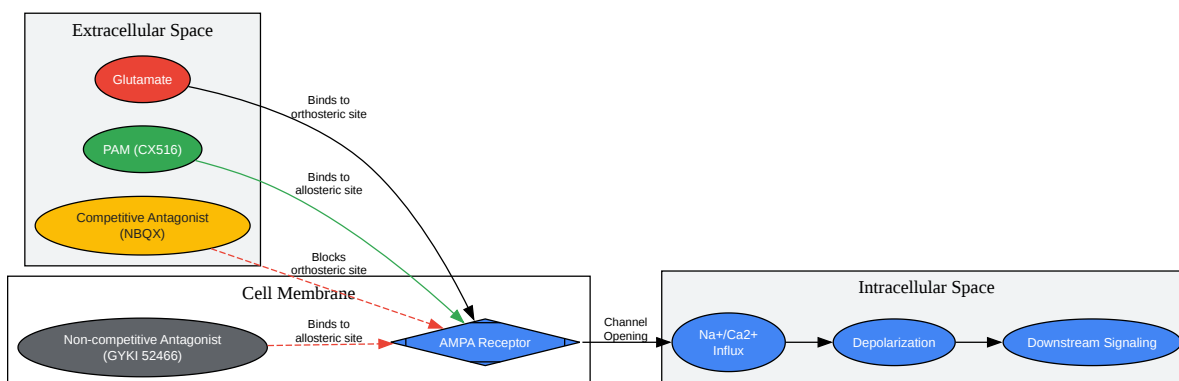 Extracellular Space
Glutamate
Binds to
orthosteric site
PAM (CX516)
Binds to
allosteric site
Competitive Antagonist
(NBQX)
Blocks
orthosteric site
Cell Membrane
Non-competitive Antagonist
(GYKI 52466)
Binds to
allosteric site
AMPA Receptor
Channel
Opening
Intracellular Space
Na+/Ca2+
Influx
Depolarization
Downstream Signaling